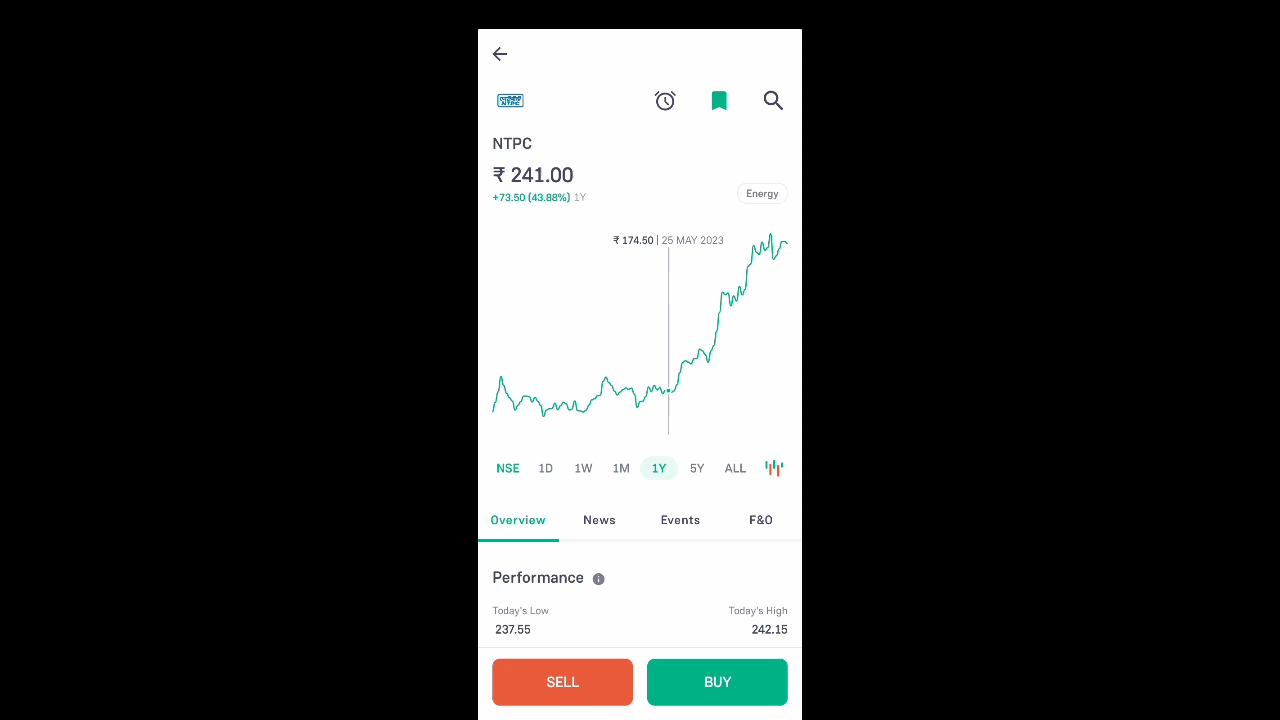 NTPC
NTPC
₹ 241.00
+73.50 (43.88%) 1Y
Energy
₹ 174.50 | 25 MAY 2023
NSE 1D 1W 1M 1Y 5Y ALL
Overview News Events F&O
Performance
Today's Low Today's High
237.55 242.15
SELL BUY